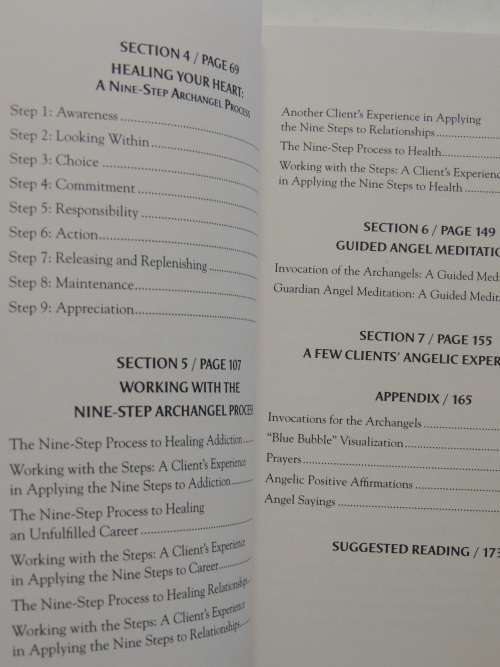 SECTION 4 / PAGE 69
HEALING YOUR HEART:
A NINE-STEP ARCHANGEL PROCESS
Step 1: Awareness
Step 2: Looking Within
Step 3: Choice
Step 4: Commitment
Step 5: Responsibility
Step 6: Action
Step 7: Releasing and Replenishing
Step 8: Maintenance
Step 9: Appreciation
SECTION 5 / PAGE 107
WORKING WITH THE
NINE-STEP ARCHANGEL PROCESS
The Nine-Step Process to Healing Addiction
Working with the Steps: A Client's Experience
in Applying the Nine Steps to Addiction
The Nine-Step Process to Healing
an Unfulfilled Career
Working with the Steps: A Client's Experience
in Applying the Nine Steps to Career
The Nine-Step Process to Healing Relationships
Working with the Steps: A Client's Experience
in Applying the Nine Steps to Relationships
Another Client's Experience in Applying
the Nine Steps to Relationships
The Nine-Step Process to Health
Working with the Steps: A Client's Experience
in Applying the Nine Steps to Health
SECTION 6 / PAGE 149
GUIDED ANGEL MEDITATIO
Invocation of the Archangels: A Guided Med
Guardian Angel Meditation: A Guided Medit
SECTION 7 / PAGE 155
A FEW CLIENTS' ANGELIC EXPER
APPENDIX / 165
Invocations for the Archangels
"Blue Bubble" Visualization
Prayers
Angelic Positive Affirmations
Angel Sayings
SUGGESTED READING / 173